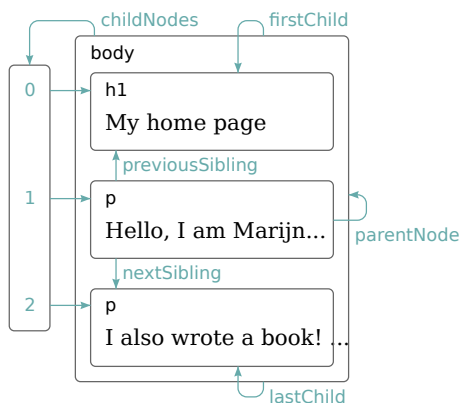 childNodes
firstChild
body
0
h1
My home page
previousSibling
1
p
Hello, I am Marijn...
parentNode
nextSibling
2
p
I also wrote a book! ...
lastChild